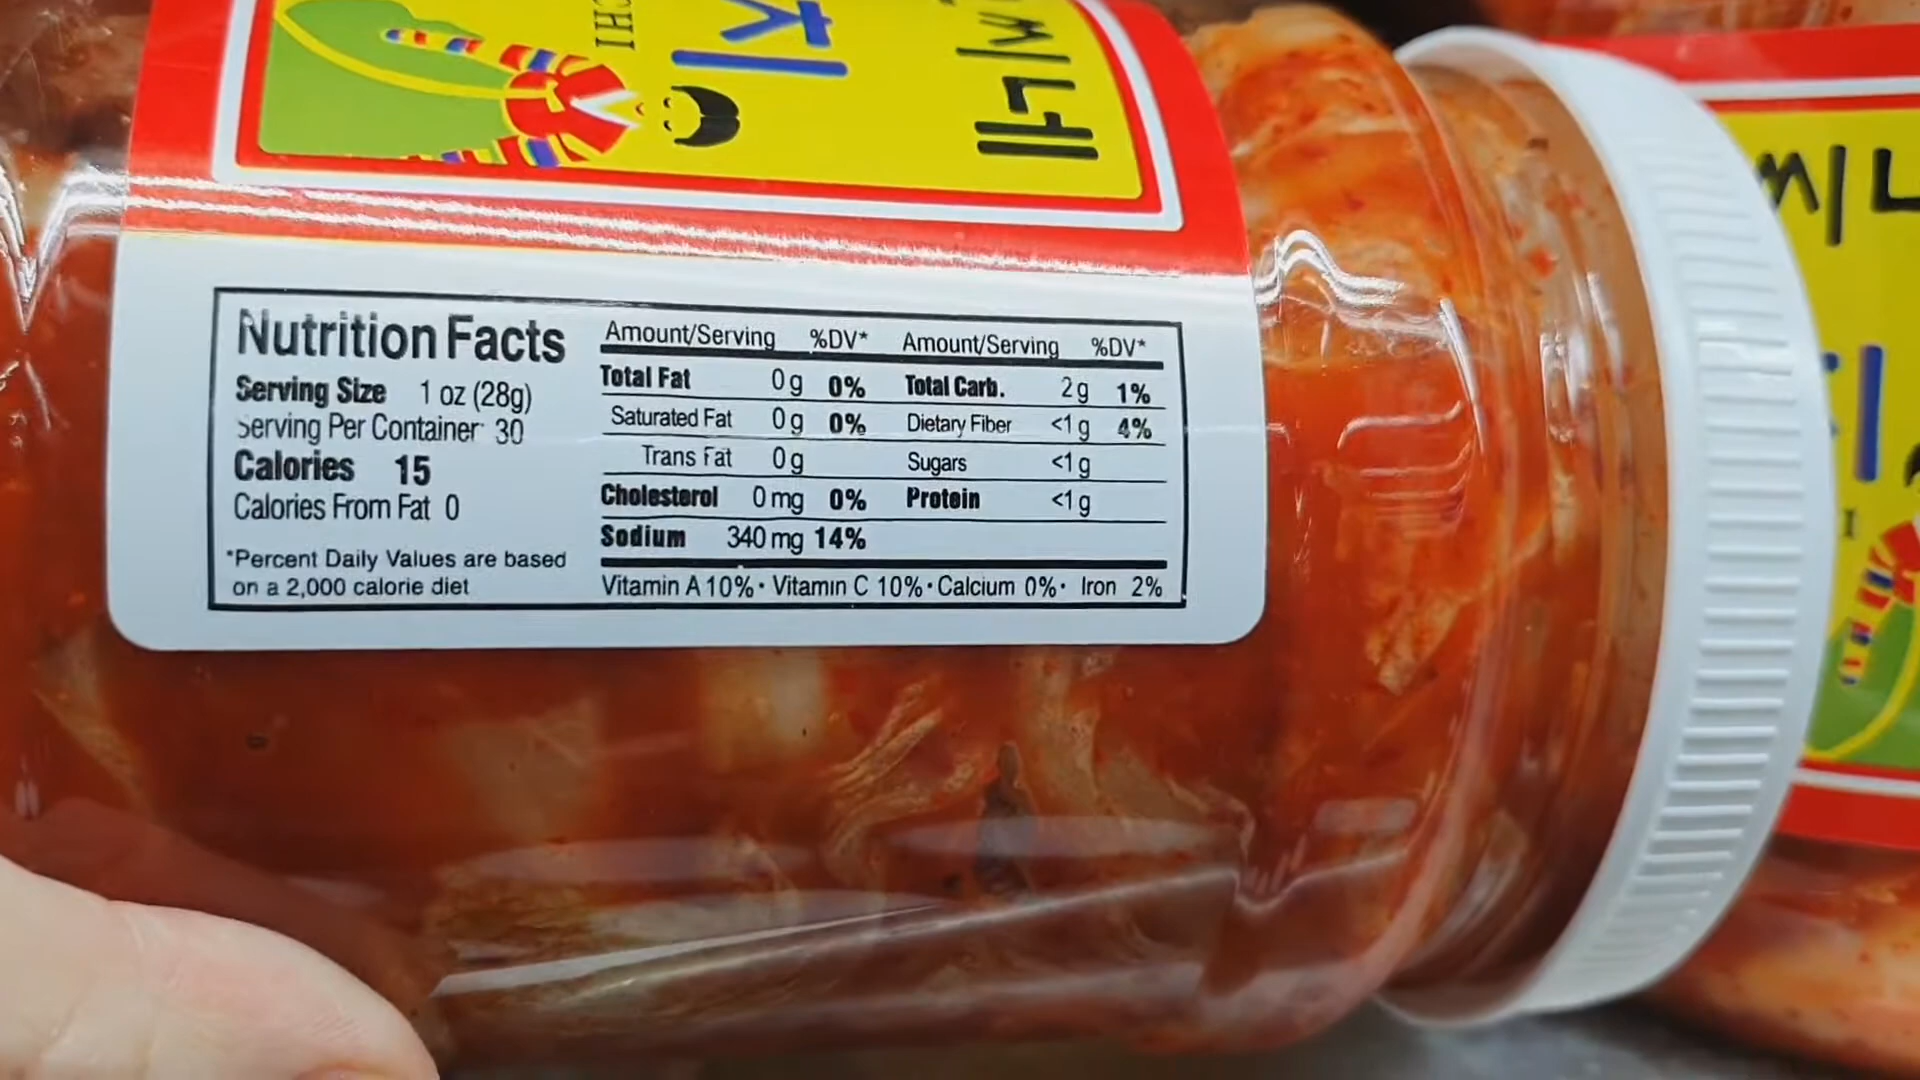 Nutrition Facts
Serving Size 1 oz (28g)
Serving Per Container 30
Calories 15
Calories From Fat 0
*Percent Daily Values are based
on a 2,000 calorie diet
Amount/Serving %DV* Amount/Serving %DV*
Total Fat 0g 0% Total Carb. 2g 1%
Saturated Fat 0g 0% Dietary Fiber <1g 4%
Trans Fat 0g Sugars <1g
Cholesterol 0mg 0% Protein <1g
Sodium 340mg 14%
Vitamin A 10% • Vitamin C 10% • Calcium 0% • Iron 2%